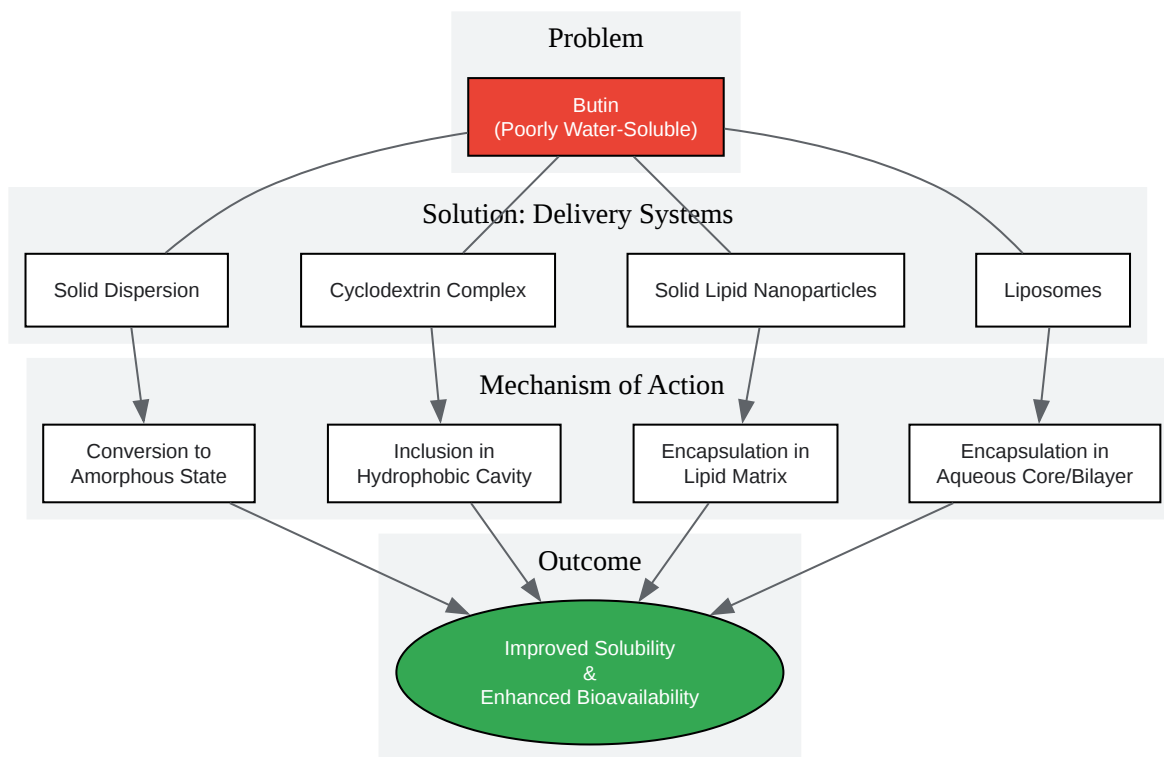 Problem
Butin
(Poorly Water-Soluble)
Solution: Delivery Systems
Solid Dispersion
Cyclodextrin Complex
Solid Lipid Nanoparticles
Liposomes
Mechanism of Action
Conversion to
Amorphous State
Inclusion in
Hydrophobic Cavity
Encapsulation in
Lipid Matrix
Encapsulation in
Aqueous Core/Bilayer
Outcome
Improved Solubility
&
Enhanced Bioavailability